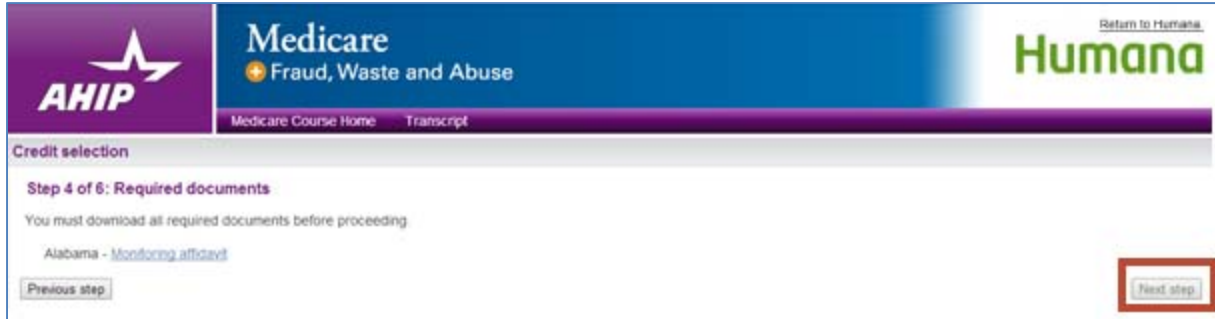 AHIP
Medicare
Fraud, Waste and Abuse
Return to Humana
Humana
Medicare Course Home Transcript
Credit selection
Step 4 of 6: Required documents
You must download all required documents before proceeding.
Alabama - Monitoring affidavit
Previous step
Next step